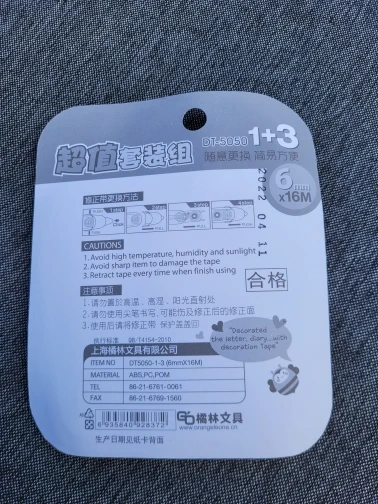 DT-5050 1+3
超值套装组
随意更换 简易方便
6mm
x16M
2022 04 11
修正带更换方法
CAUTIONS
1. Avoid high temperature, humidity and sunlight
2. Avoid sharp item to damage the tape
3. Retract tape every time when finish using
合格
注意事项
1. 请勿置於高温、高湿、阳光直射处
2. 请勿使用尖笔书写,可能伤及修正后的修正面
3. 使用后请将修正带 保护盖盖回
"Decorated
the letter, diary, with
decoration Tape"
执行标准 QB/T4154-2010
上海橘林文具有限公司
ITEM NO DT5050-1-3 (6mmX16M)
MATERIAL ABS,PC,POM
TEL 86-21-6761-0061
FAX 86-21-6769-1560
6 935840 928372
橘林文具
www.orangeleone.cn
生产日期见纸卡背面